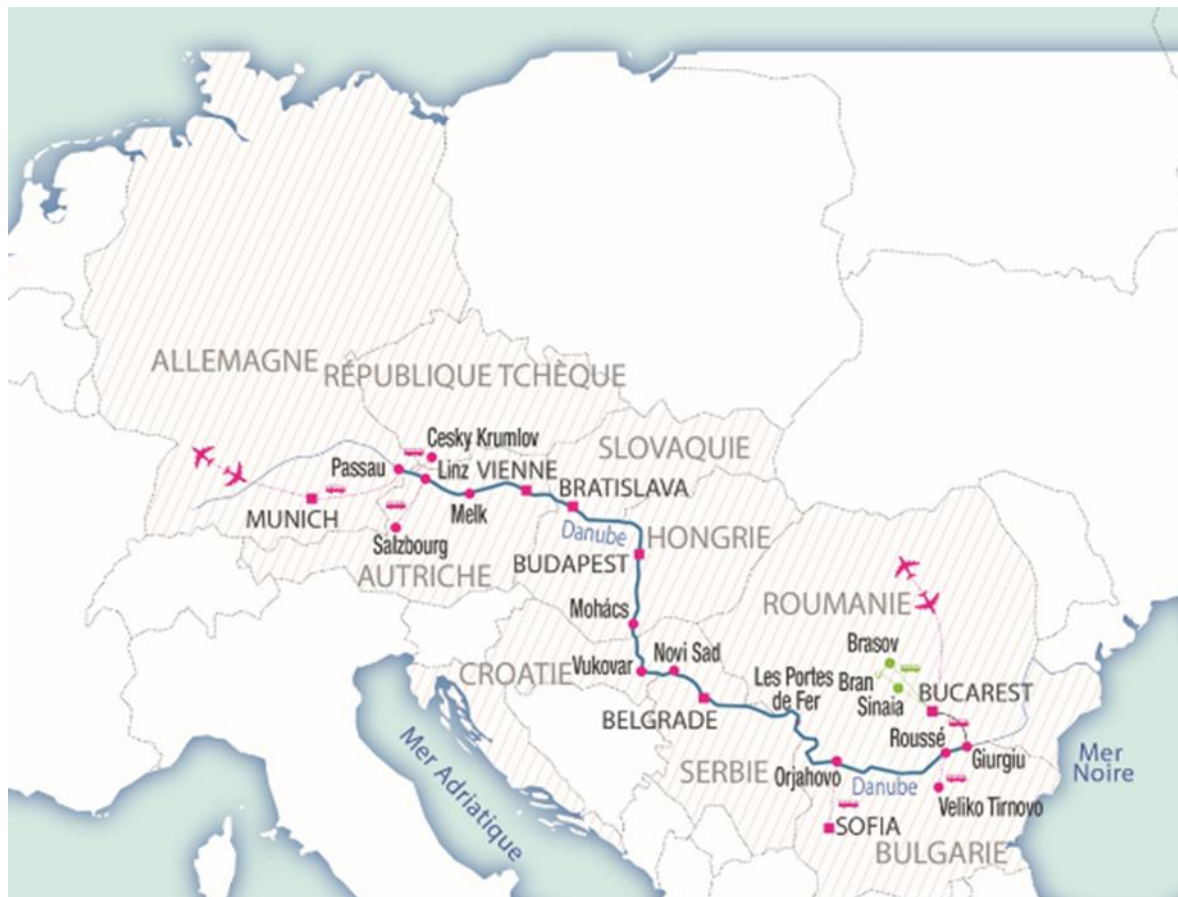 ALLEMAGNE
RÉPUBLIQUE TCHÈQUE
Cesky Krumlov
SLOVAQUIE
Passau
Linz
VIENNE
BRATISLAVA
MUNICH
Melk
Salzbourg
Danube
HONGRIE
AUTRICHE
BUDAPEST
Mohács
ROUMANIE
Brasov
CROATIE
Vukovar
Novi Sad
Les Portes
de Fer
Bran
Sinaia
BUCAREST
BELGRADE
Roussé
Giurgiu
Mer
Noire
Mer Adriatique
SERBIE
Orjahovo
Danube
Veliko Tirnovo
SOFIA
BULGARIE